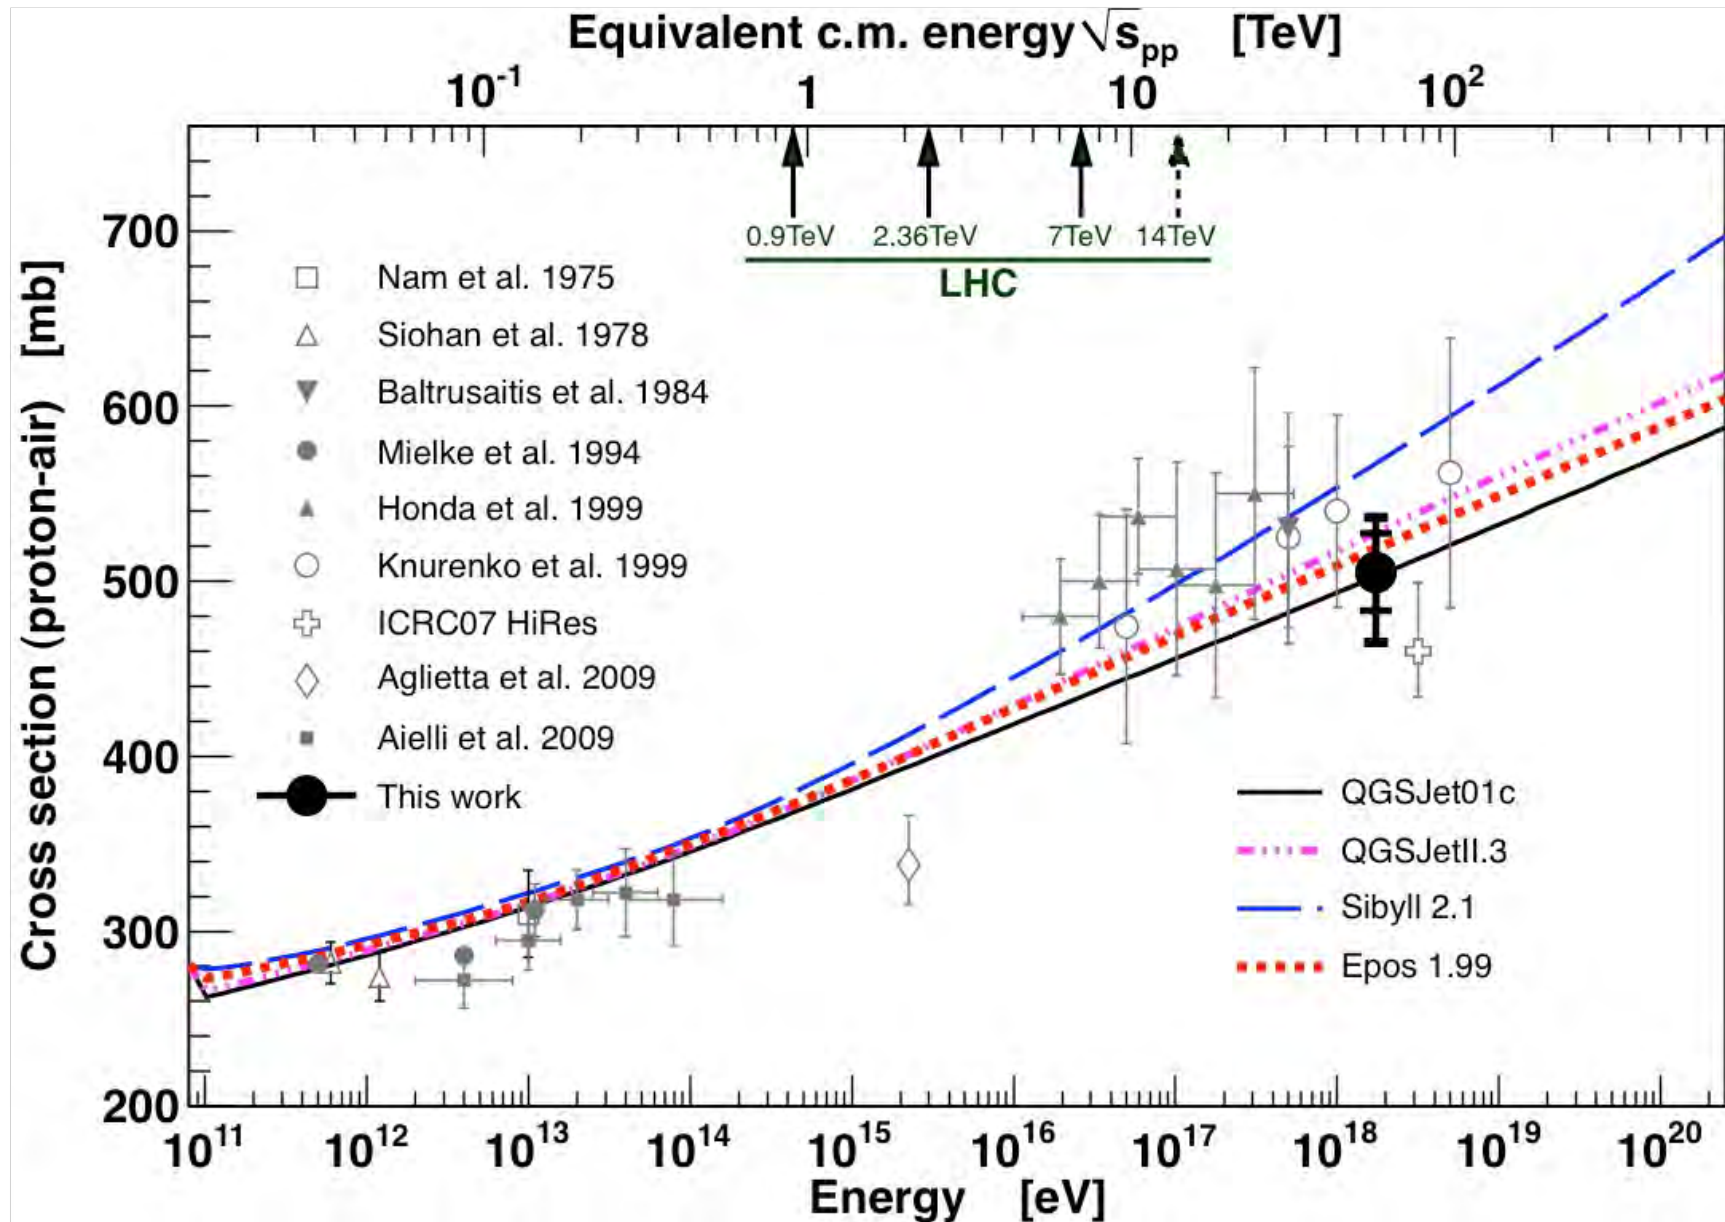 Equivalent c.m. energy √s_pp [TeV]
10^-1 1 10 10^2
0.9TeV 2.36TeV 7TeV 14TeV
LHC
Cross section (proton-air) [mb]
700
600
500
400
300
200
Nam et al. 1975
Siohan et al. 1978
Baltrusaitis et al. 1984
Mielke et al. 1994
Honda et al. 1999
Knurenko et al. 1999
ICRC07 HiRes
Aglietta et al. 2009
Aielli et al. 2009
This work
QGSJet01c
QGSJetII.3
Sibyll 2.1
Epos 1.99
10^11 10^12 10^13 10^14 10^15 10^16 10^17 10^18 10^19 10^20
Energy [eV]